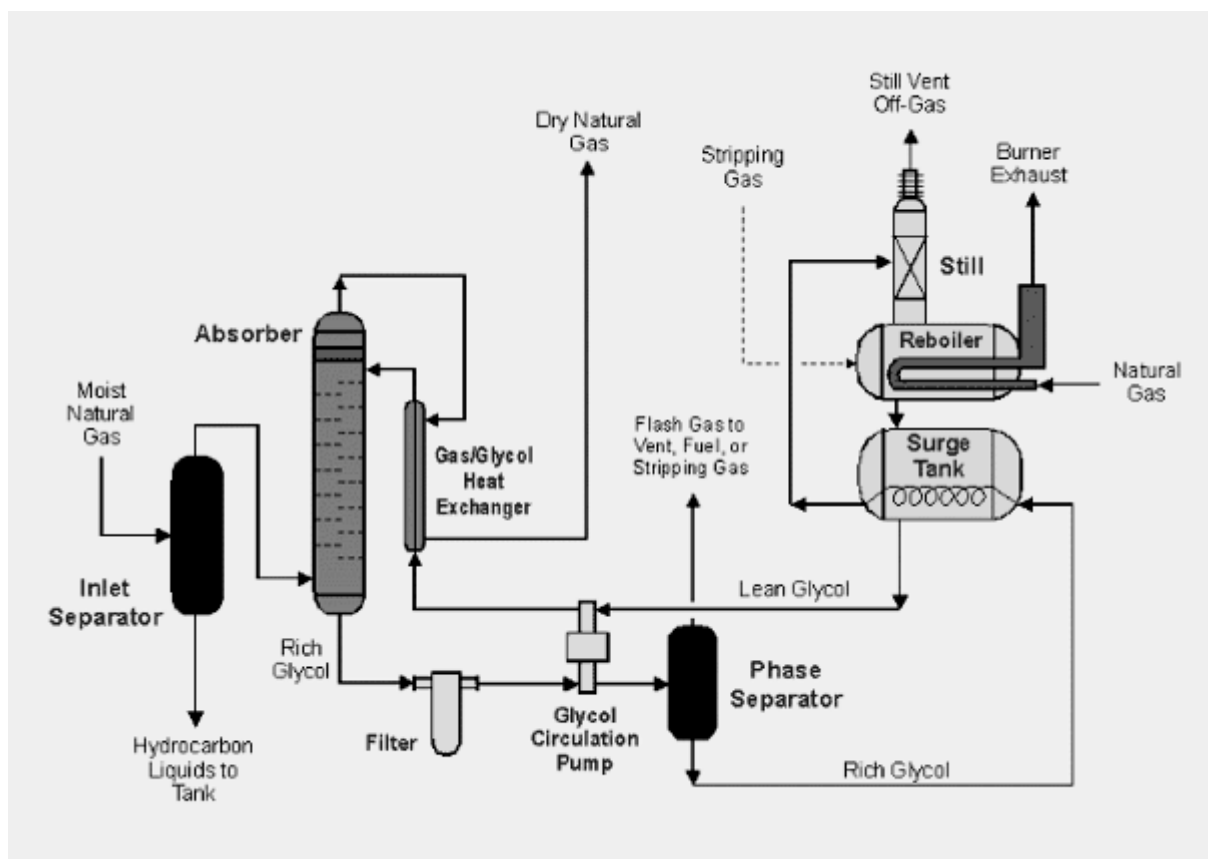 Still Vent
Off-Gas
Dry Natural
Gas
Stripping
Gas
Burner
Exhaust
Still
Absorber
Reboiler
Moist
Natural
Gas
Natural
Gas
Flash Gas to
Vent, Fuel, or
Stripping Gas
Surge
Tank
Gas/Glycol
Heat
Exchanger
Inlet
Separator
Lean Glycol
Rich
Glycol
Phase
Separator
Filter
Glycol
Circulation
Pump
Hydrocarbon
Liquids to
Tank
Rich Glycol